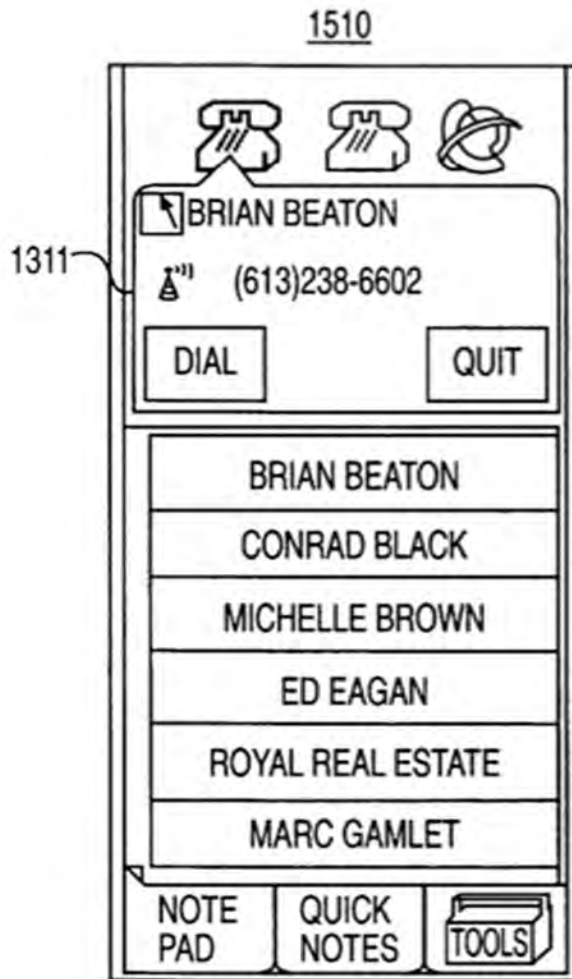 1510
BRIAN BEATON
1311
(613)238-6602
DIAL
QUIT
BRIAN BEATON
CONRAD BLACK
MICHELLE BROWN
ED EAGAN
ROYAL REAL ESTATE
MARC GAMLET
NOTE
PAD
QUICK
NOTES
TOOLS